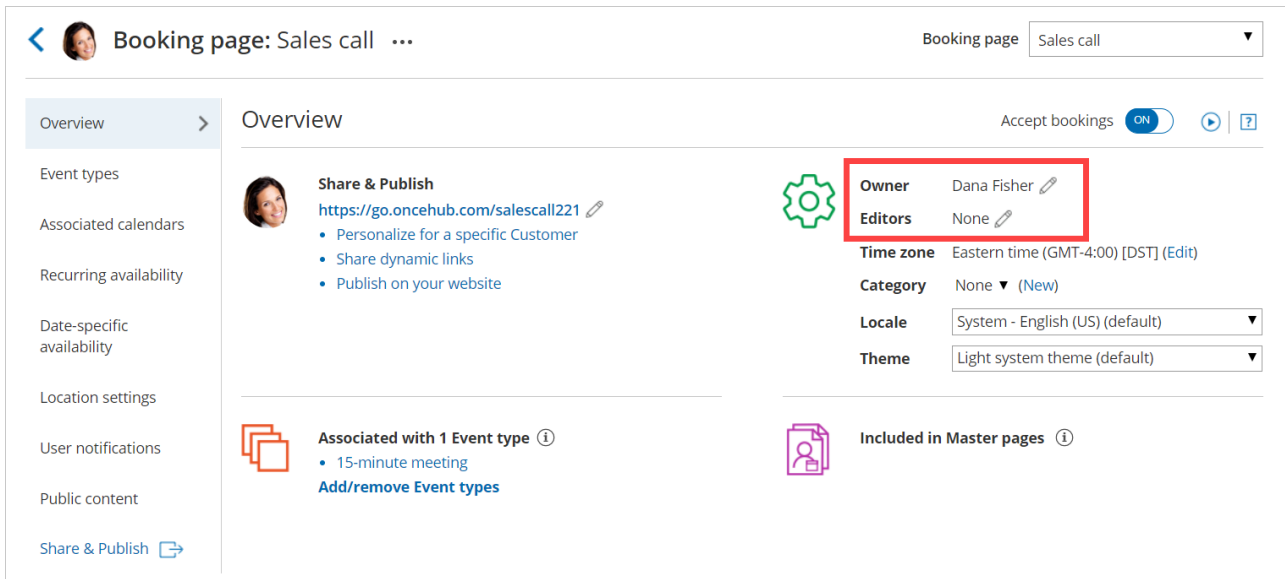 Booking page: Sales call
Booking page Sales call
Overview
Event types
Associated calendars
Recurring availability
Date-specific
availability
Location settings
User notifications
Public content
Share & Publish
Overview
Accept bookings ON
?
Share & Publish
https://go.oncehub.com/salescall221
• Personalize for a specific Customer
• Share dynamic links
• Publish on your website
Owner Dana Fisher
Editors None
Time zone Eastern time (GMT-4:00) [DST] (Edit)
Category None (New)
Locale System - English (US) (default)
Theme Light system theme (default)
Associated with 1 Event type
• 15-minute meeting
Add/remove Event types
Included in Master pages